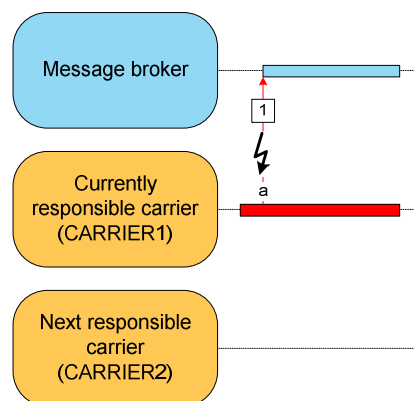 Message broker
1
a
Currently
responsible carrier
(CARRIER1)
Next responsible
carrier
(CARRIER2)